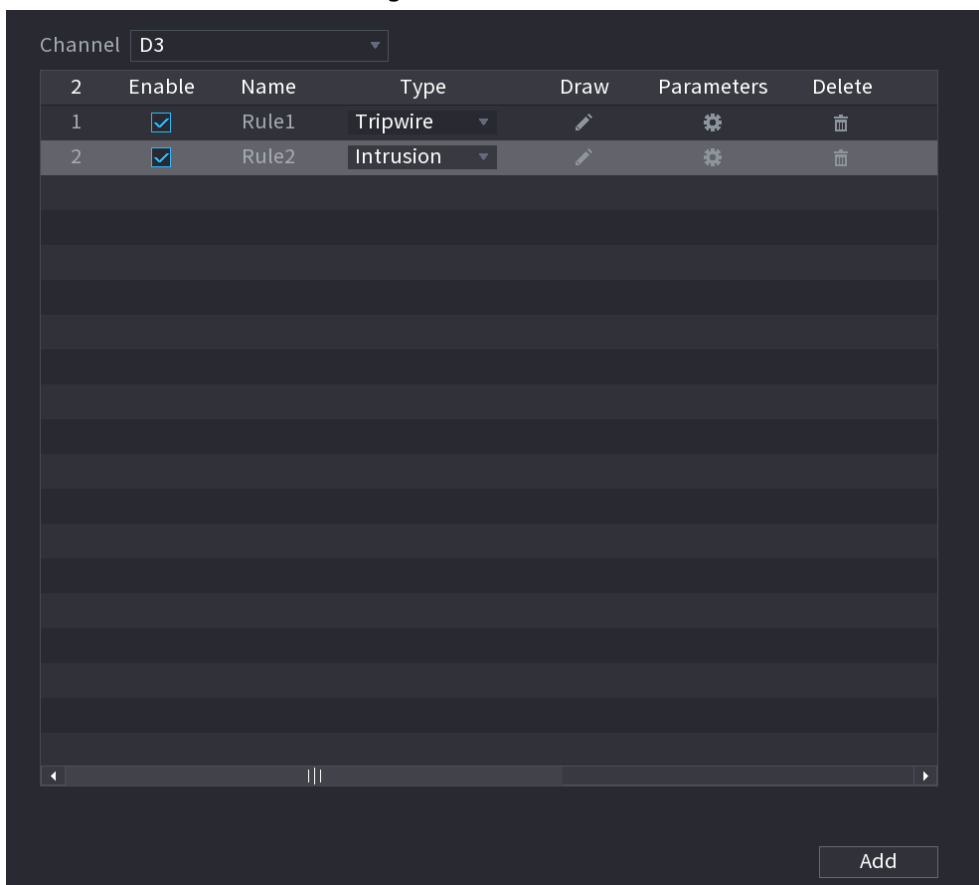 Channel D3
2 Enable Name Type Draw Parameters Delete
1 Rule1 Tripwire
2 Rule2 Intrusion
Add